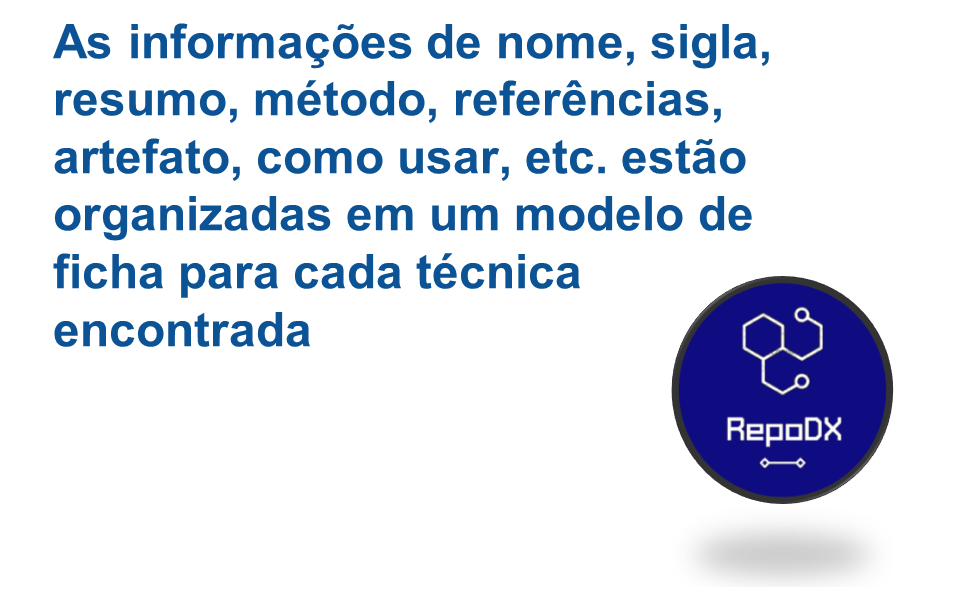 As informações de nome, sigla,
resumo, método, referências,
artefato, como usar, etc. estão
organizadas em um modelo de
ficha para cada técnica
encontrada
RepoDX